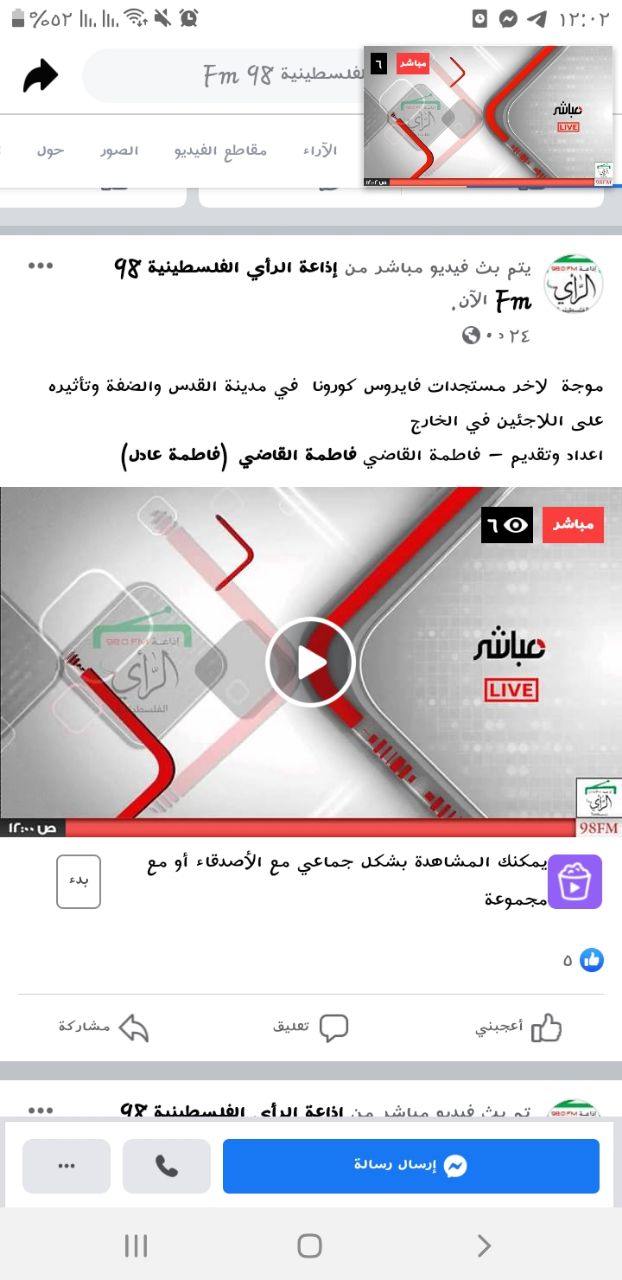 ١٢:٠٢
%٥٢
الفلسطينية 98 Fm
٦
مباشر
مباشر
LIVE
98FM
الآراء
مقاطع الفيديو
الصور
حول
يتم بث فيديو مباشر من إذاعة الرأي الفلسطينية 98
Fm الآن.
٢٤ د
موجة لاخر مستجدات فايروس كورونا في مدينة القدس والضفة وتأثيره
على اللاجئين في الخارج
اعداد وتقديم – فاطمة القاضي فاطمة القاضي (فاطمة عادل)
٦
مباشر
إذاعة 98.0 FM
الرأي
الفلسطينية
مباشر
LIVE
98FM
ص ١٢:٠٠
يمكنك المشاهدة بشكل جماعي مع الأصدقاء أو مع
مجموعة
بدء
٥
أعجبني
تعليق
مشاركة
تم بث فيديو مباشر من إذاعة الرأي الفلسطينية 98
إرسال رسالة